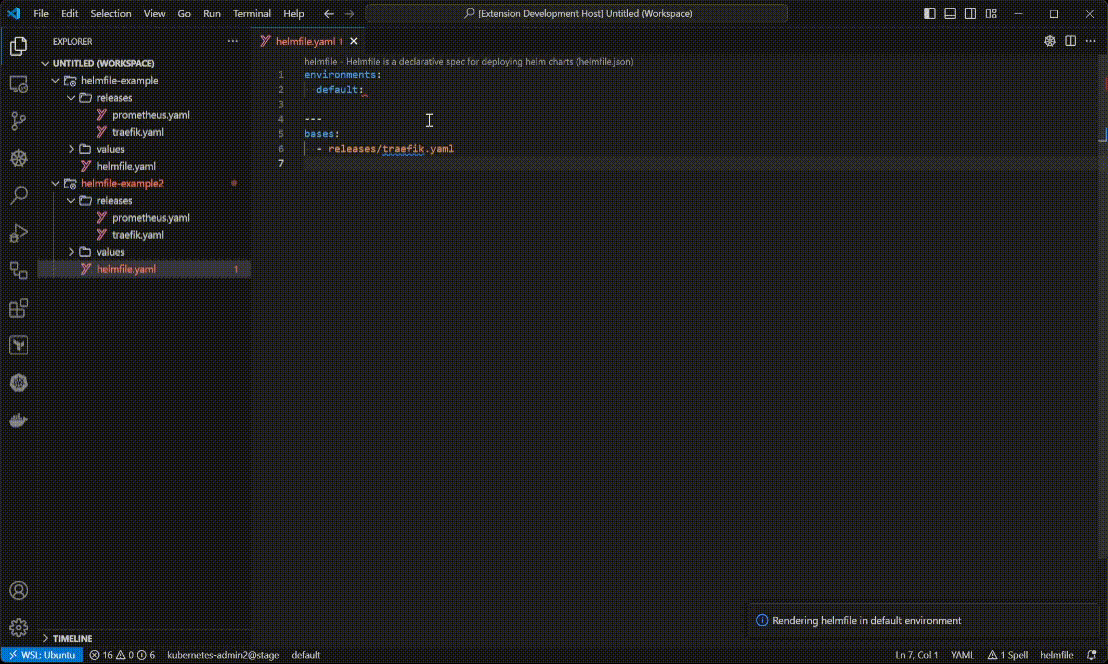 File Edit Selection View Go Run Terminal Help
[Extension Development Host] Untitled (Workspace)
EXPLORER
UNTITLED (WORKSPACE)
helmfile-example
releases
prometheus.yaml
traefik.yaml
values
helmfile.yaml
helmfile-example2
releases
prometheus.yaml
traefik.yaml
values
helmfile.yaml 1
TIMELINE
helmfile.yaml 1
helmfile - Helmfile is a declarative spec for deploying helm charts (helmfile.json)
1 environments:
2 default:
3
4 ---
5 bases:
6 - releases/traefik.yaml
7
Rendering helmfile in default environment
WSL: Ubuntu 16 0 6 kubernetes-admin2@stage default Ln 7, Col 1 YAML 1 Spell helmfile